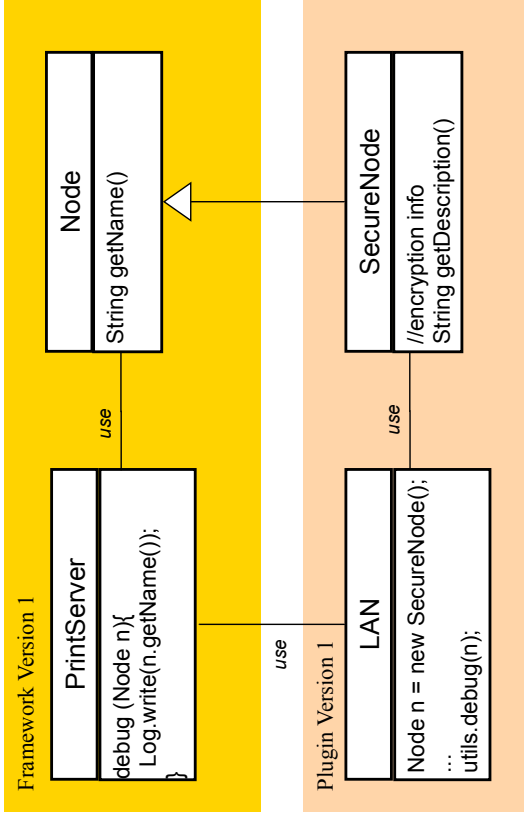 Framework Version 1
PrintServer
debug (Node n){
Log.write(n.getName());
}
use
Node
String getName()
use
Plugin Version 1
LAN
Node n = new SecureNode();
...
utils.debug(n);
use
SecureNode
//encryption info
String getDescription()